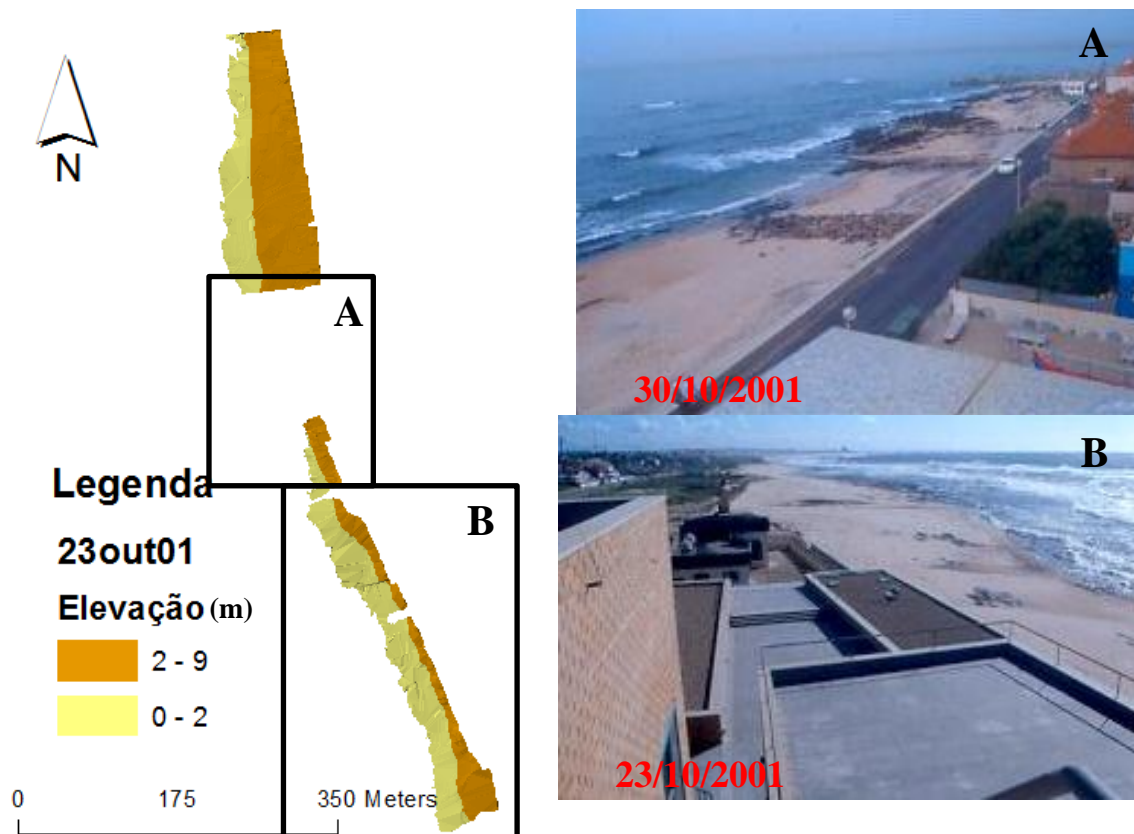 N
A
B
Legenda
23out01
Elevação (m)
2 - 9
0 - 2
0 175 350 Meters
A
30/10/2001
B
23/10/2001